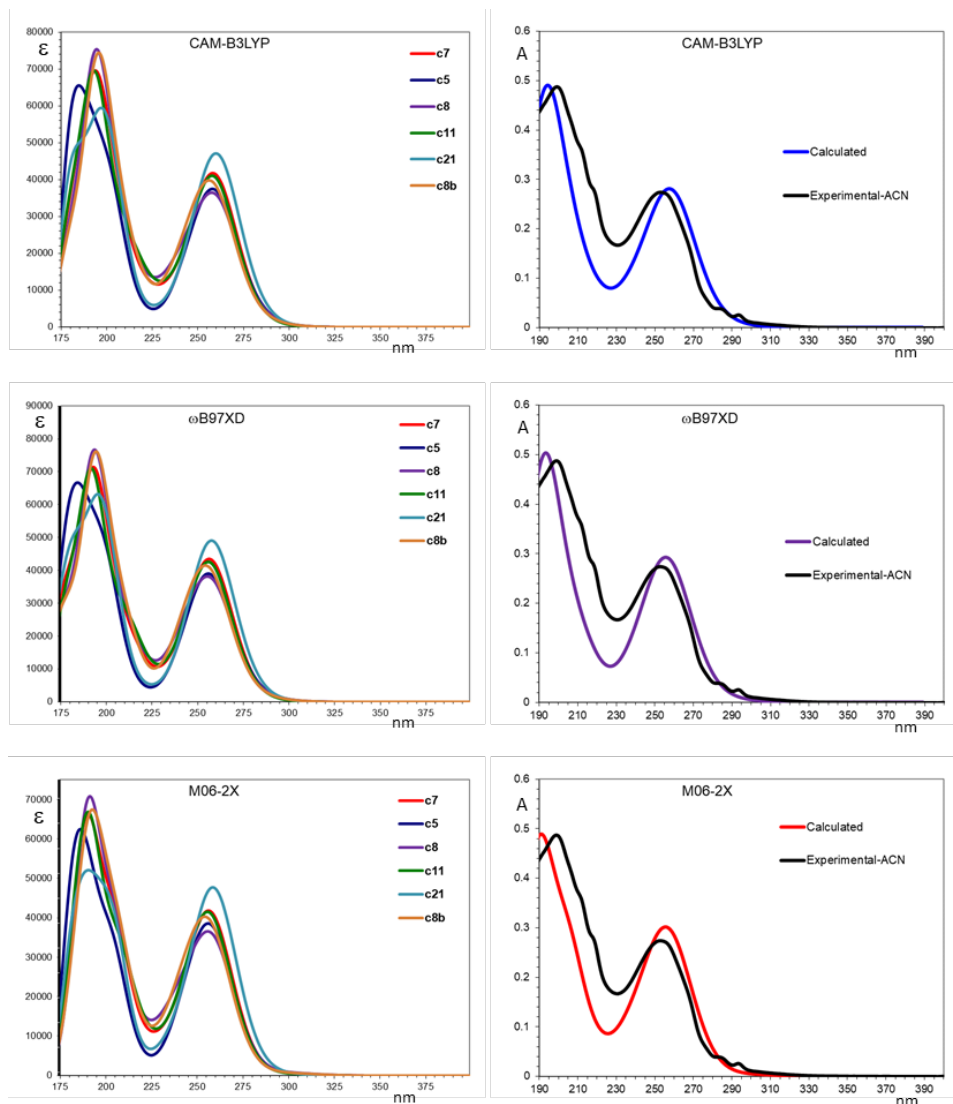 CAM-B3LYP
ε
80000
70000
60000
50000
40000
30000
20000
10000
0
175 200 225 250 275 300 325 350 375
nm
c7
c5
c8
c11
c21
c8b
CAM-B3LYP
A
0.6
0.5
0.4
0.3
0.2
0.1
0
190 210 230 250 270 290 310 330 350 370 390
nm
Calculated
Experimental-ACN
ωB97XD
ε
90000
80000
70000
60000
50000
40000
30000
20000
10000
0
175 200 225 250 275 300 325 350 375
nm
c7
c5
c8
c11
c21
c8b
ωB97XD
A
0.6
0.5
0.4
0.3
0.2
0.1
0
190 210 230 250 270 290 310 330 350 370 390
nm
Calculated
Experimental-ACN
M06-2X
ε
70000
60000
50000
40000
30000
20000
10000
0
175 200 225 250 275 300 325 350 375
nm
c7
c5
c8
c11
c21
c8b
M06-2X
A
0.6
0.5
0.4
0.3
0.2
0.1
0
190 210 230 250 270 290 310 330 350 370 390
nm
Calculated
Experimental-ACN